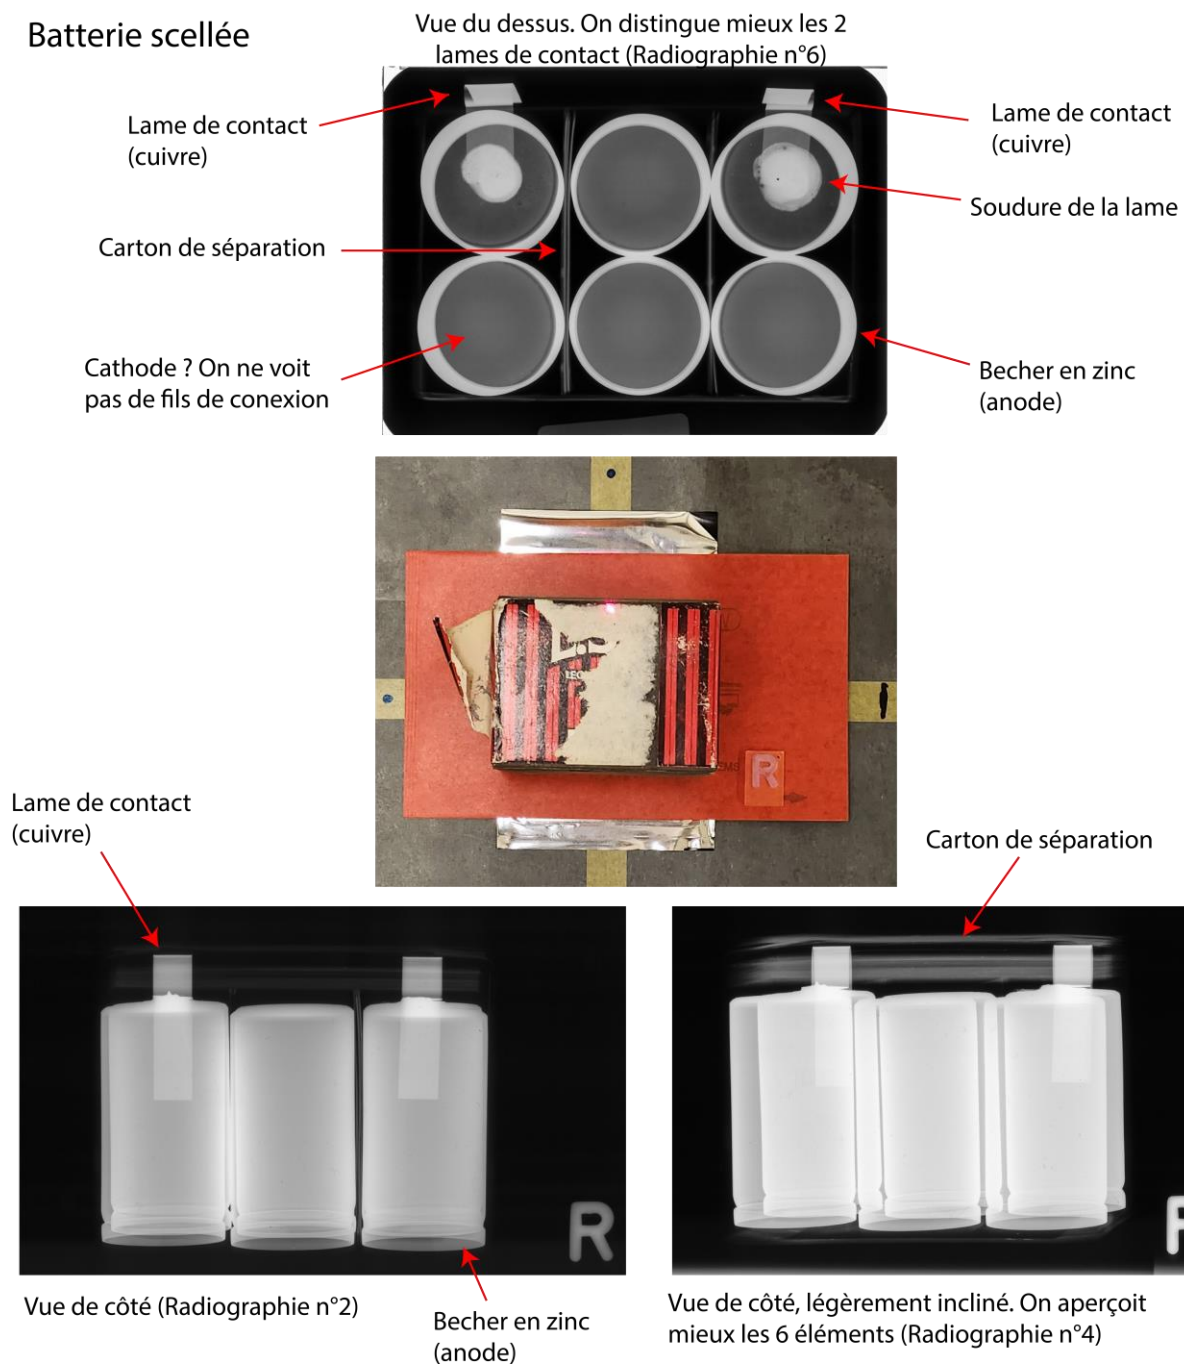 Batterie scellée
Vue du dessus. On distingue mieux les 2
lames de contact (Radiographie n°6)
Lame de contact
(cuivre)
Lame de contact
(cuivre)
Soudure de la lame
Carton de séparation
Cathode ? On ne voit
pas de fils de conexion
Becher en zinc
(anode)
R
Lame de contact
(cuivre)
Carton de séparation
R
Vue de côté (Radiographie n°2)
Becher en zinc
(anode)
Vue de côté, légèrement incliné. On aperçoit
mieux les 6 éléments (Radiographie n°4)